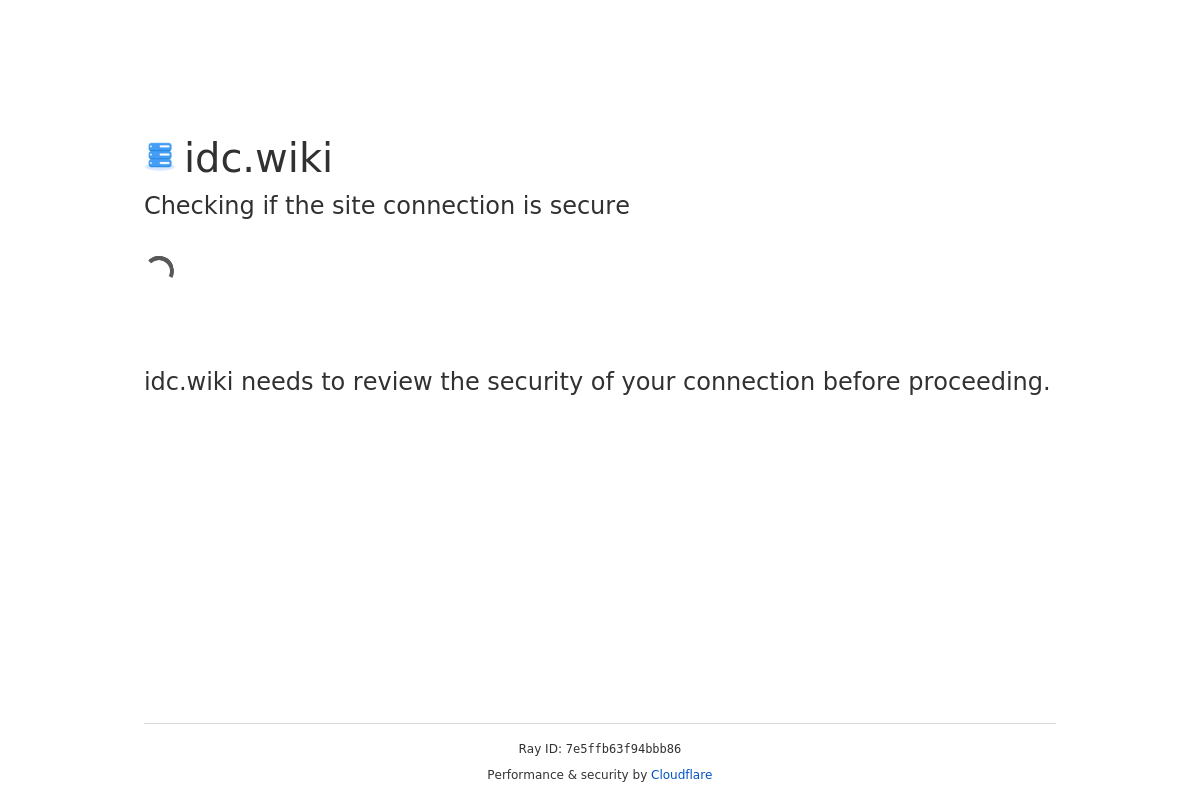 idc.wiki
Checking if the site connection is secure
idc.wiki needs to review the security of your connection before proceeding.
Ray ID: 7e5ffb63f94bbb86
Performance & security by Cloudflare